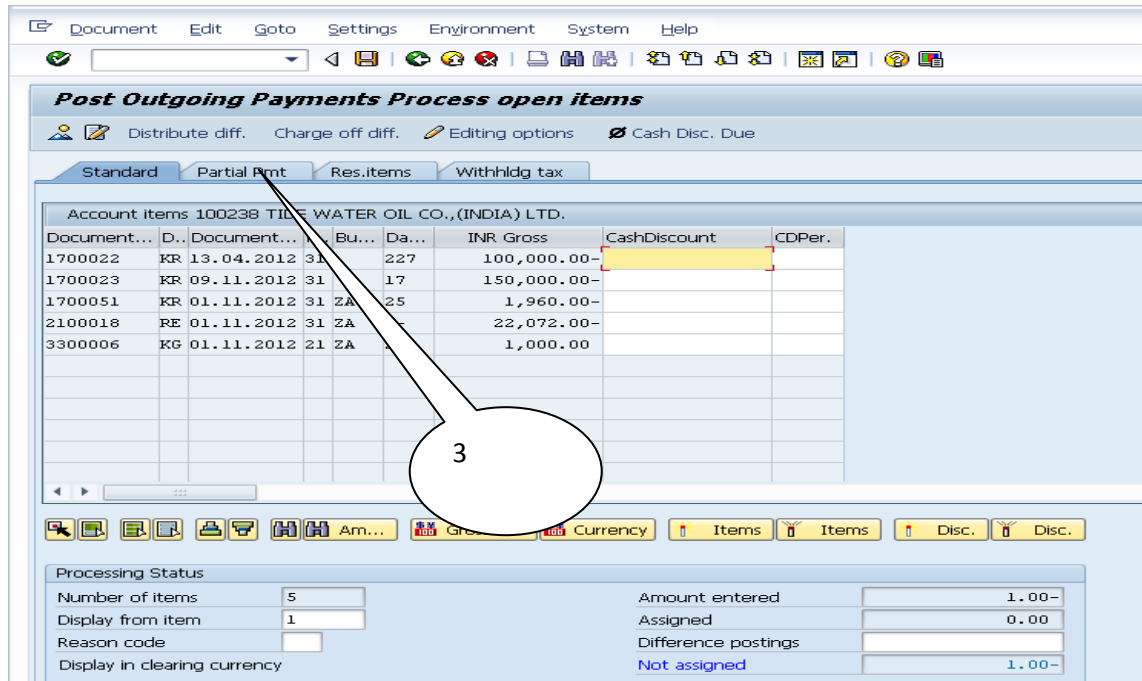 Document Edit Goto Settings Environment System Help
Post Outgoing Payments Process open items
Distribute diff. Charge off diff. Editing options Cash Disc. Due
Standard Partial Pmt Res.items Withhldg tax
Account items 100238 TIDE WATER OIL CO.,(INDIA) LTD.
Document... D.. Document... Bu... Da... INR Gross CashDiscount CDPer.
1700022 KR 13.04.2012 31 227 100,000.00-
1700023 KR 09.11.2012 31 17 150,000.00-
1700051 KR 01.11.2012 31 ZA 25 1,960.00-
2100018 RE 01.11.2012 31 ZA 22,072.00-
3300006 KG 01.11.2012 21 ZA 1,000.00
3
Am... Currency Items Items Disc. Disc.
Processing Status
Number of items 5 Amount entered 1.00-
Display from item 1 Assigned 0.00
Reason code Difference postings
Display in clearing currency Not assigned 1.00-